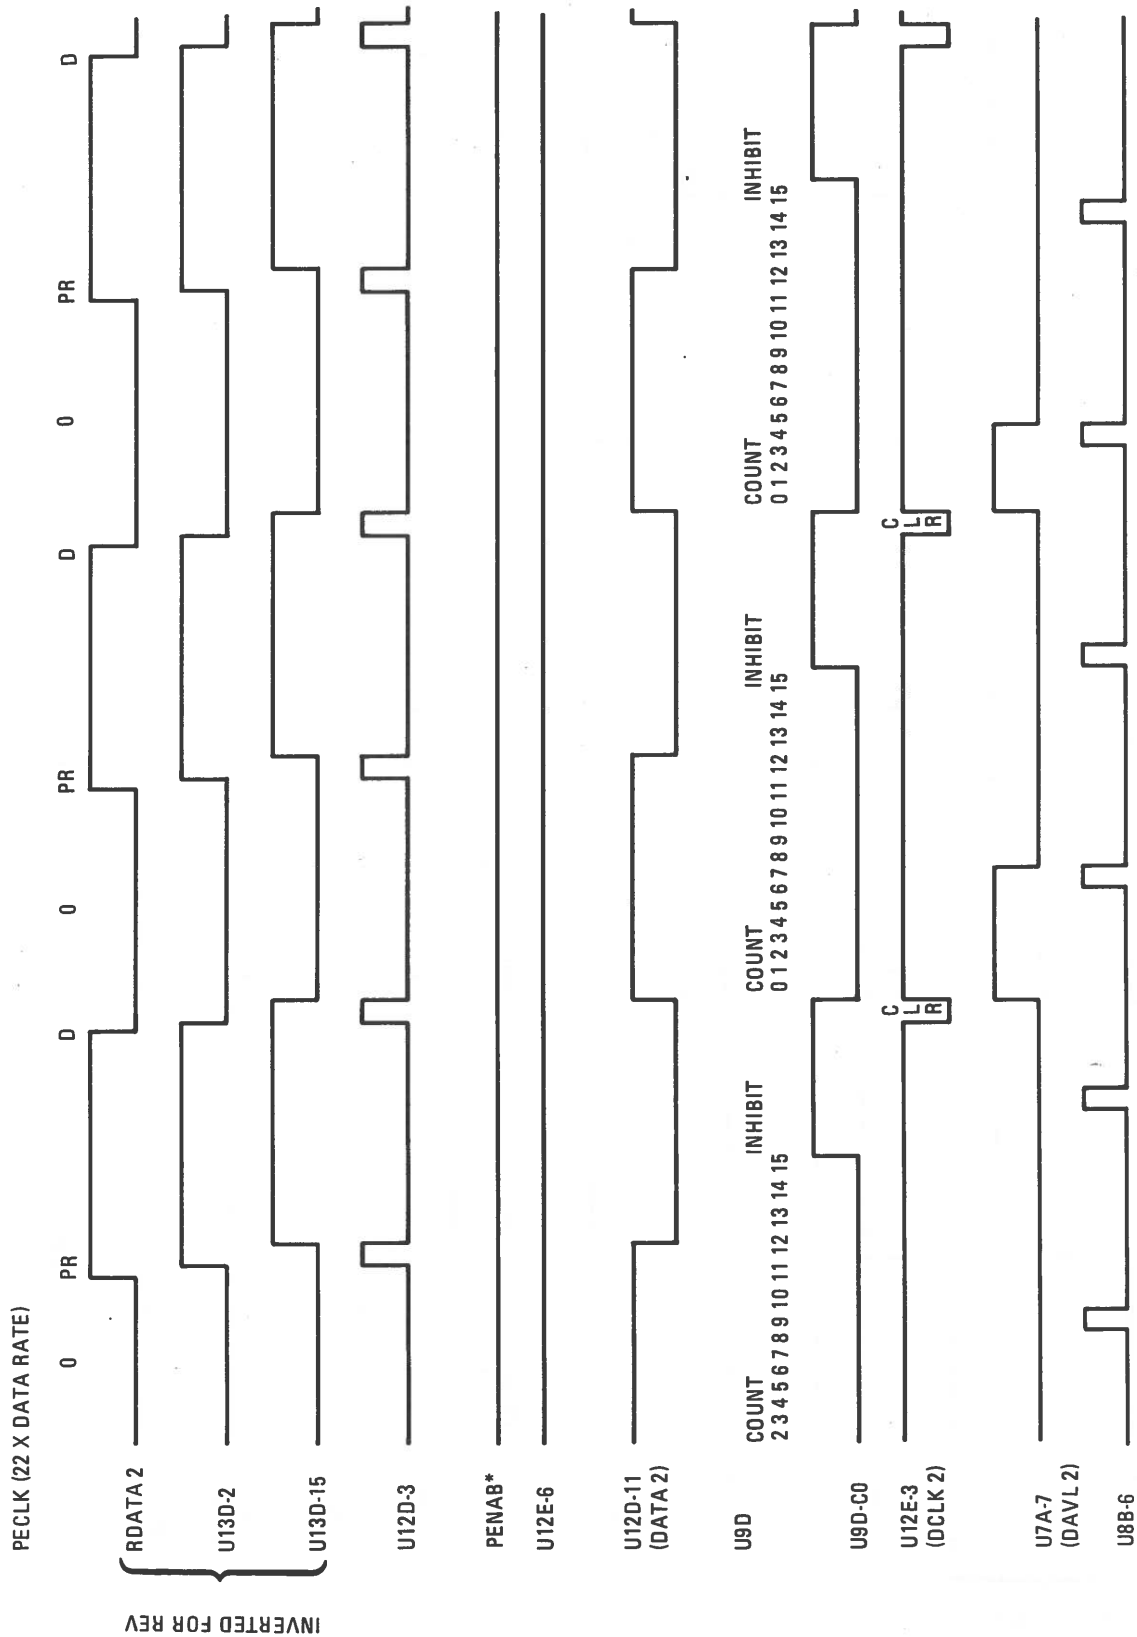 PECLK (22 X DATA RATE)
0 PR D 0 PR D 0 PR D
INVERTED FOR REV
RDATA 2
U13D-2
U13D-15
U12D-3
PENAB*
U12E-6
U12D-11
(DATA 2)
U9D
COUNT INHIBIT COUNT INHIBIT COUNT INHIBIT
2 3 4 5 6 7 8 9 10 11 12 13 14 15 0 1 2 3 4 5 6 7 8 9 10 11 12 13 14 15 0 1 2 3 4 5 6 7 8 9 10 11 12 13 14 15
U9D-C0
U12E-3
(DCLK 2)
CLR CLR
U7A-7
(DAVL 2)
U8B-6